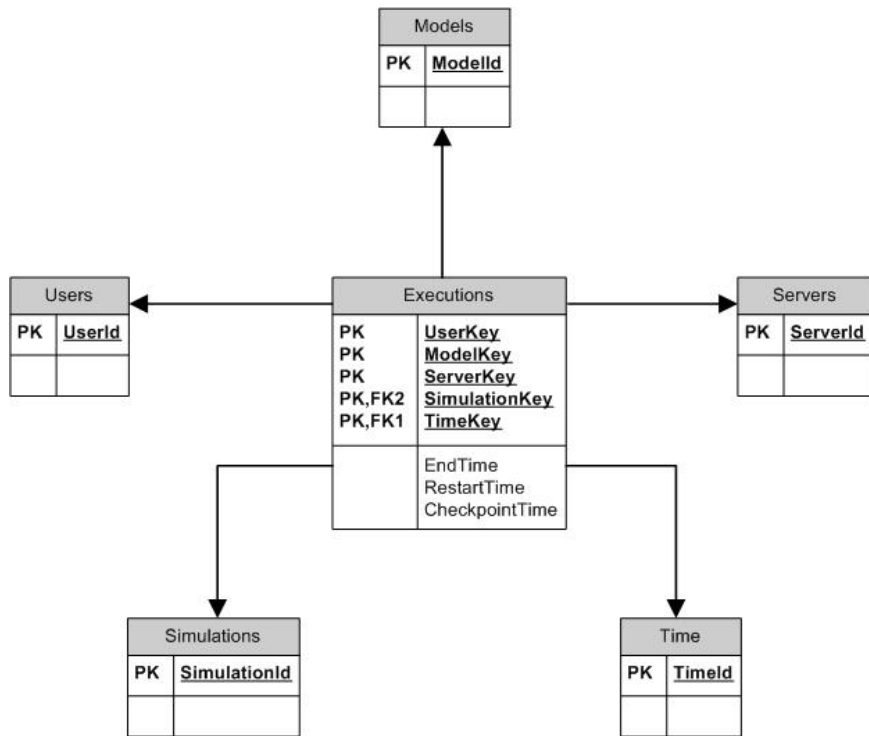 Models
PK ModelId
Users
PK UserId
Executions
PK UserKey
PK ModelKey
PK ServerKey
PK,FK2 SimulationKey
PK,FK1 TimeKey
EndTime
RestartTime
CheckpointTime
Servers
PK ServerId
Simulations
PK SimulationId
Time
PK TimeId